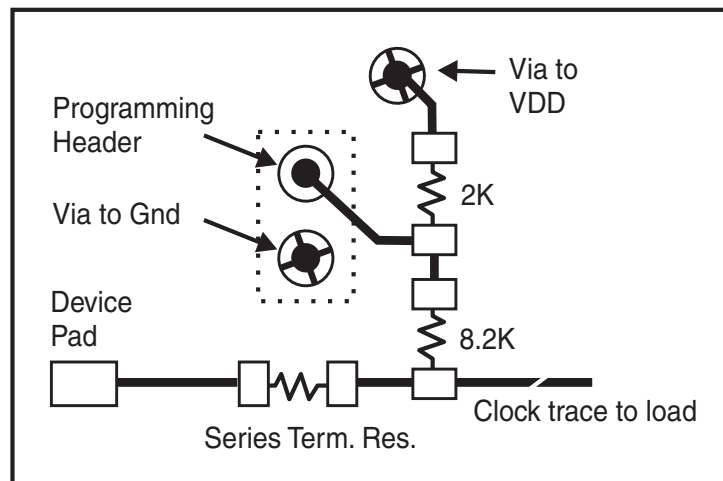 Via to
VDD
Programming
Header
2K
Via to Gnd
Device
Pad
8.2K
Clock trace to load
Series Term. Res.